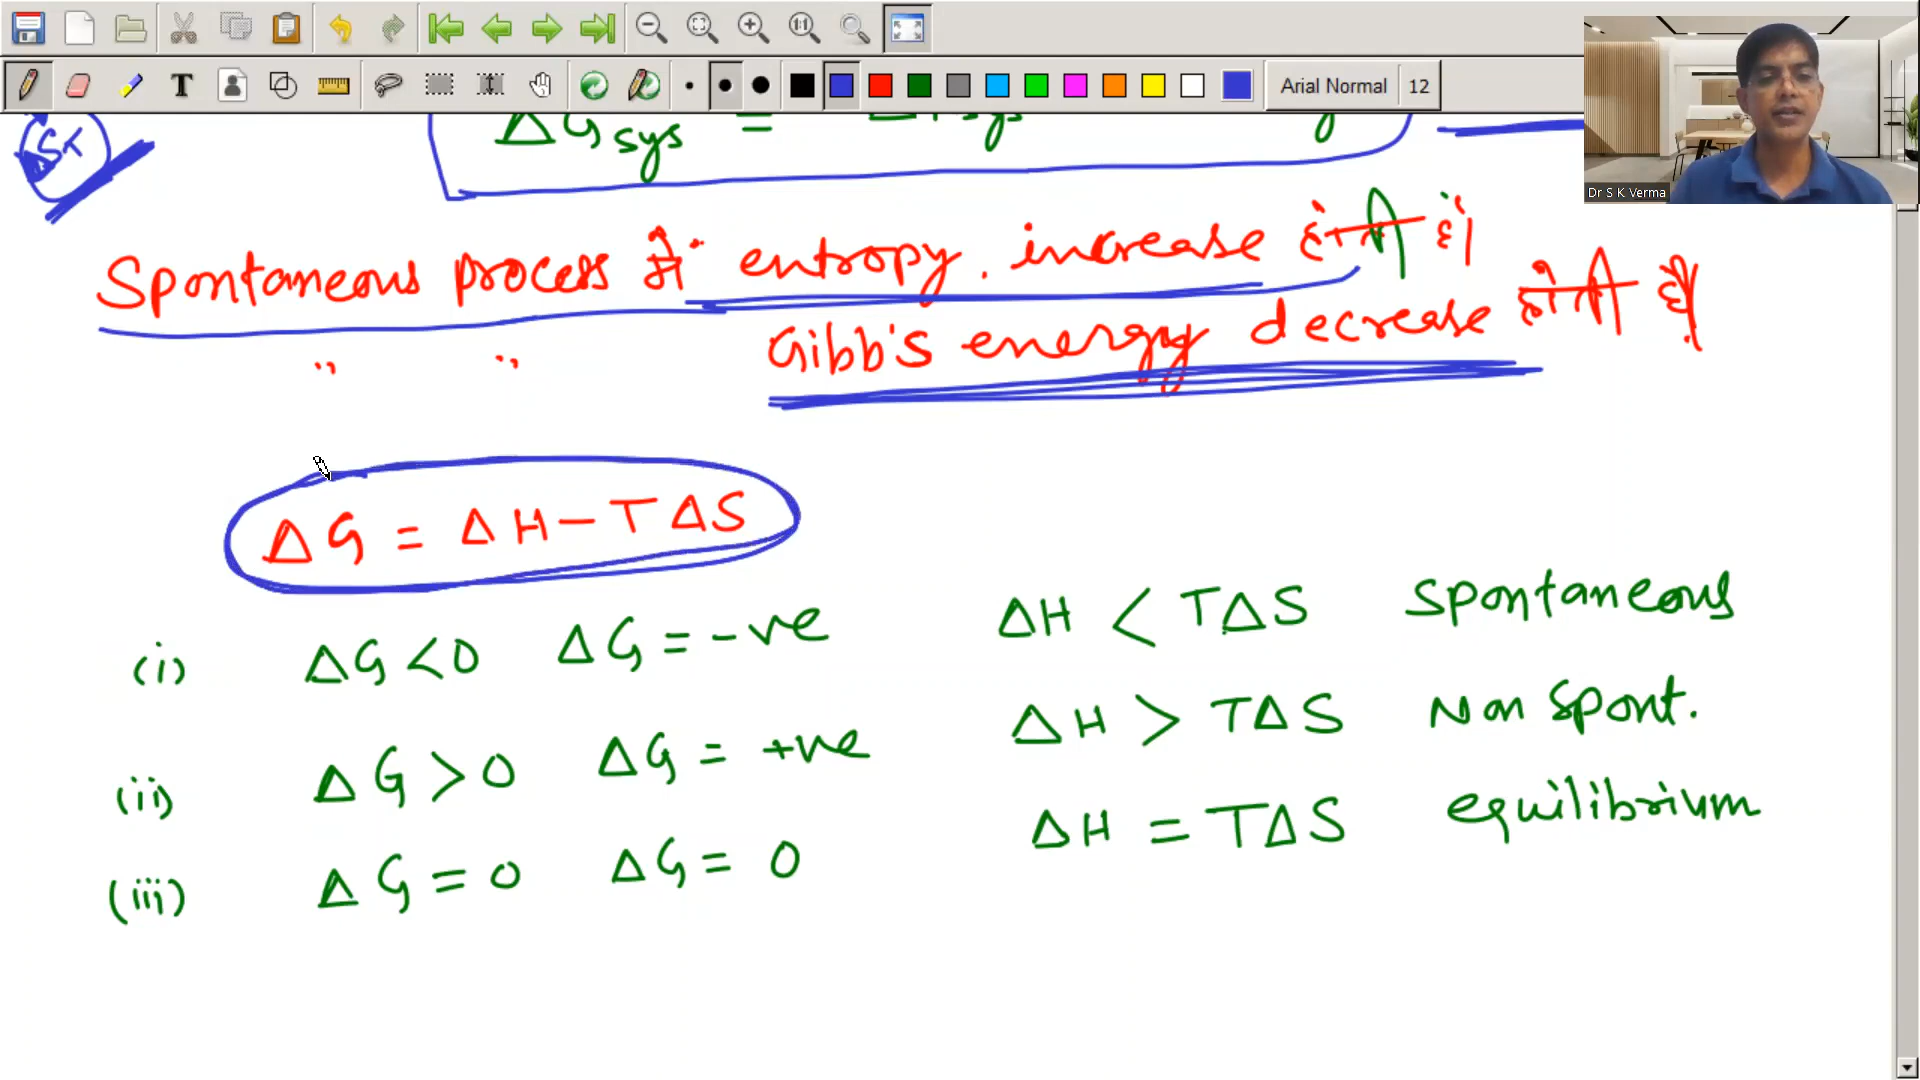 T
Arial Normal 12
Dr S K Verma
SK
ΔG sys =
Spontaneous process में entropy. increase होती है
" " Gibb's energy decrease होती है
ΔG = ΔH - TΔS
(i) ΔG < 0 ΔG = -ve ΔH < TΔS Spontaneous
(ii) ΔG > 0 ΔG = +ve ΔH > TΔS Non Spont.
(iii) ΔG = 0 ΔG = 0 ΔH = TΔS equilibrium